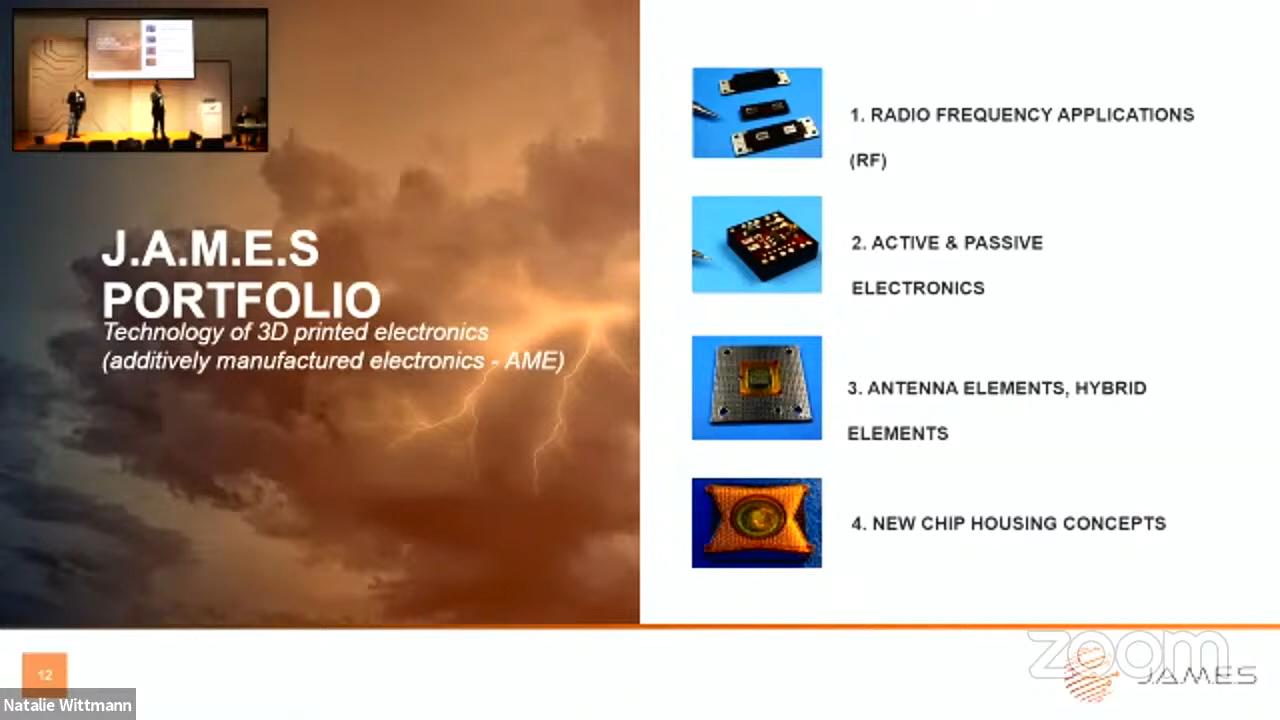 J.A.M.E.S
PORTFOLIO
Technology of 3D printed electronics
(additively manufactured electronics - AME)
1. RADIO FREQUENCY APPLICATIONS
(RF)
2. ACTIVE & PASSIVE
ELECTRONICS
3. ANTENNA ELEMENTS, HYBRID
ELEMENTS
4. NEW CHIP HOUSING CONCEPTS
12
Natalie Wittmann
zoom
JAMES